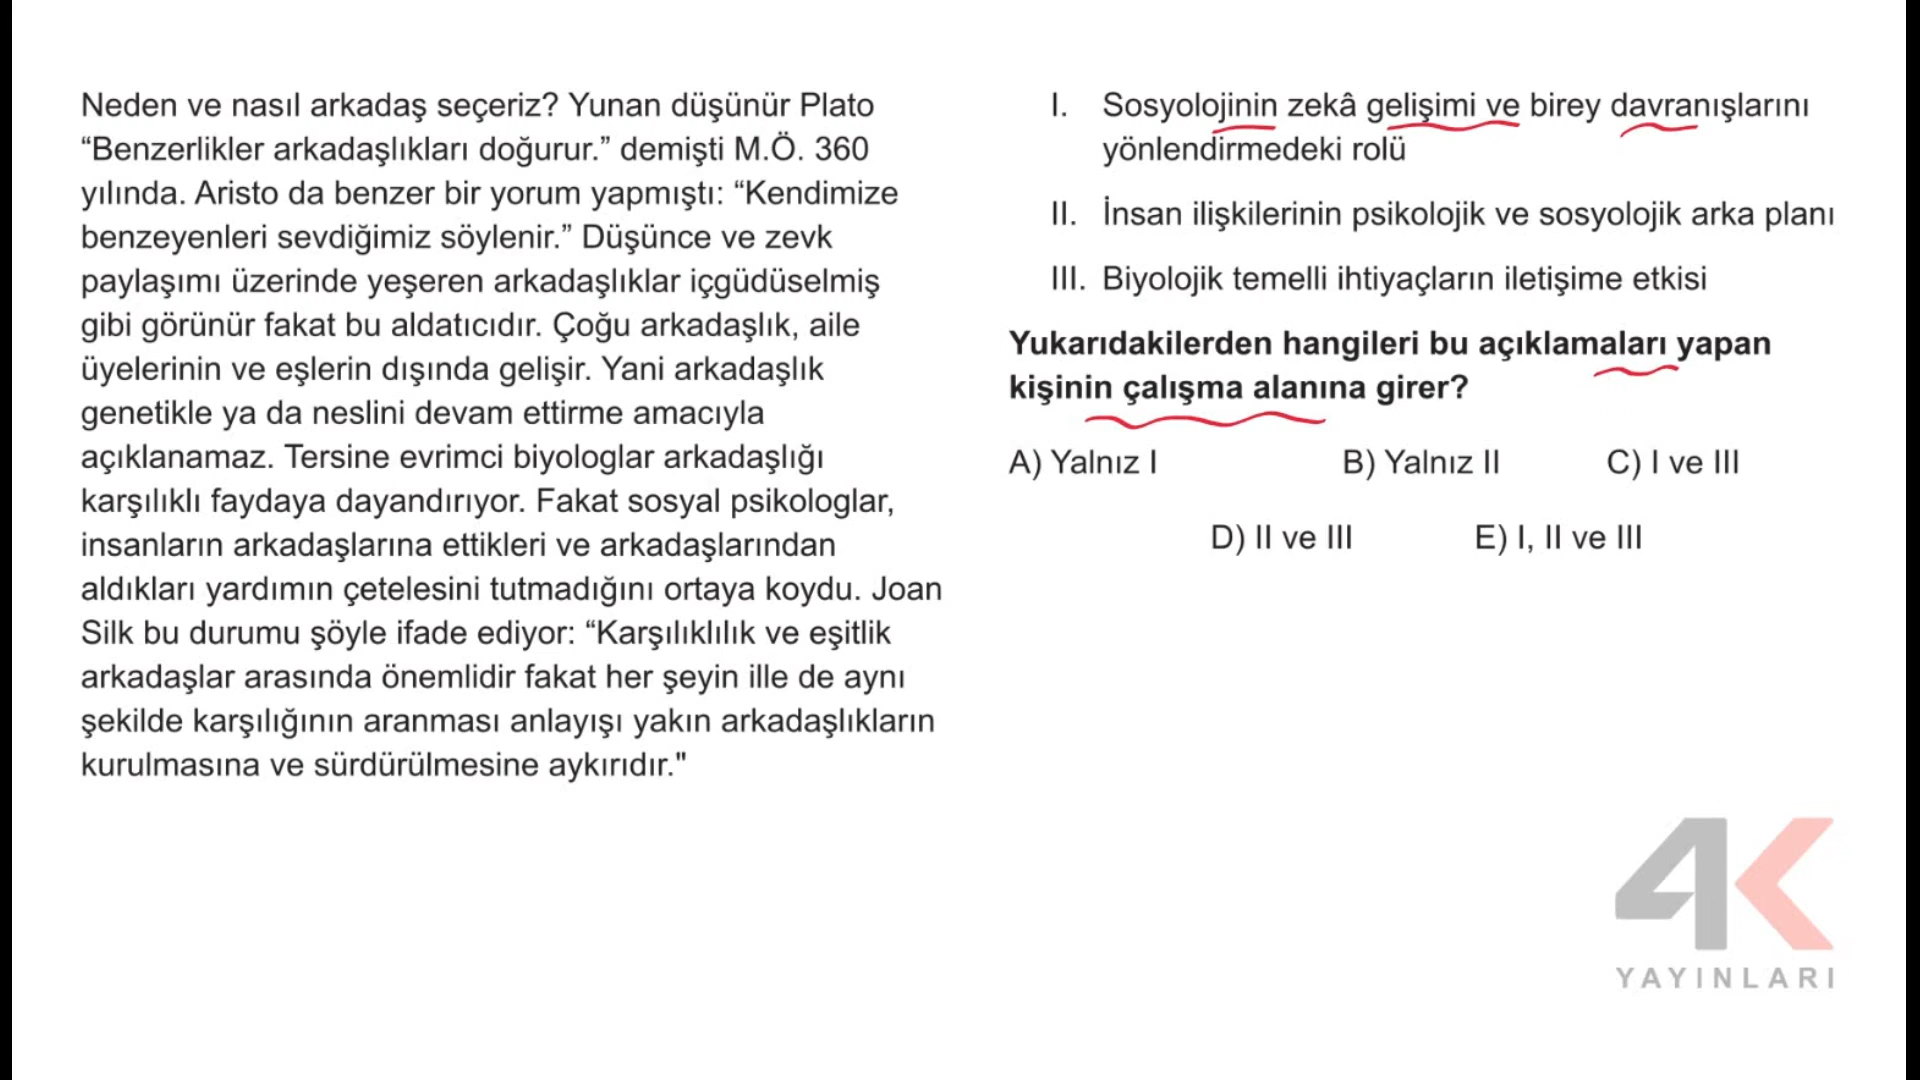 Neden ve nasıl arkadaş seçeriz? Yunan düşünür Plato
“Benzerlikler arkadaşlıkları doğurur.” demişti M.Ö. 360
yılında. Aristo da benzer bir yorum yapmıştı: “Kendimize
benzeyenleri sevdiğimiz söylenir.” Düşünce ve zevk
paylaşımı üzerinde yeşeren arkadaşlıklar içgüdüselmiş
gibi görünür fakat bu aldatıcıdır. Çoğu arkadaşlık, aile
üyelerinin ve eşlerin dışında gelişir. Yani arkadaşlık
genetikle ya da neslini devam ettirme amacıyla
açıklanamaz. Tersine evrimci biyologlar arkadaşlığı
karşılıklı faydaya dayandırıyor. Fakat sosyal psikologlar,
insanların arkadaşlarına ettikleri ve arkadaşlarından
aldıkları yardımın çetelesini tutmadığını ortaya koydu. Joan
Silk bu durumu şöyle ifade ediyor: “Karşılıklılık ve eşitlik
arkadaşlar arasında önemlidir fakat her şeyin ille de aynı
şekilde karşılığının aranması anlayışı yakın arkadaşlıkların
kurulmasına ve sürdürülmesine aykırıdır."
I. Sosyolojinin zekâ gelişimi ve birey davranışlarını
yönlendirmedeki rolü
II. İnsan ilişkilerinin psikolojik ve sosyolojik arka planı
III. Biyolojik temelli ihtiyaçların iletişime etkisi
Yukarıdakilerden hangileri bu açıklamaları yapan
kişinin çalışma alanına girer?
A) Yalnız I B) Yalnız II C) I ve III
D) II ve III E) I, II ve III
4K
YAYINLARI